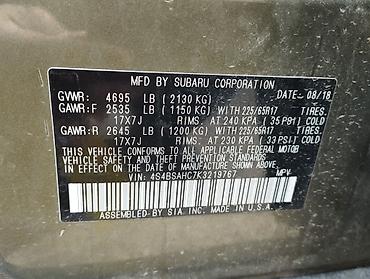 MFD BY SUBARU CORPORATION DATE 08/18
GVWR: 4695 LB (2130 KG)
GAWR:F 2535 LB (1150 KG) WITH 225/65R17 TIRES.
17X7J RIMS. AT 240 KPA (35 PSI) COLD
GAWR:R 2645 LB (1200 KG) WITH 225/65R17 TIRES.
17X7J RIMS. AT 230 KPA (33 PSI) COLD
THIS VEHICLE CONFORMS TO ALL APPLICABLE FEDERAL MOTOR
VEHICLE SAFETY STANDARDS IN EFFECT ON THE DATE OF
MANUFACTURE SHOWN ABOVE.
VIN: 4S4BSAHC7K3219767 MPV
ASSEMBLED BY SIA INC. MADE IN U.S.A.